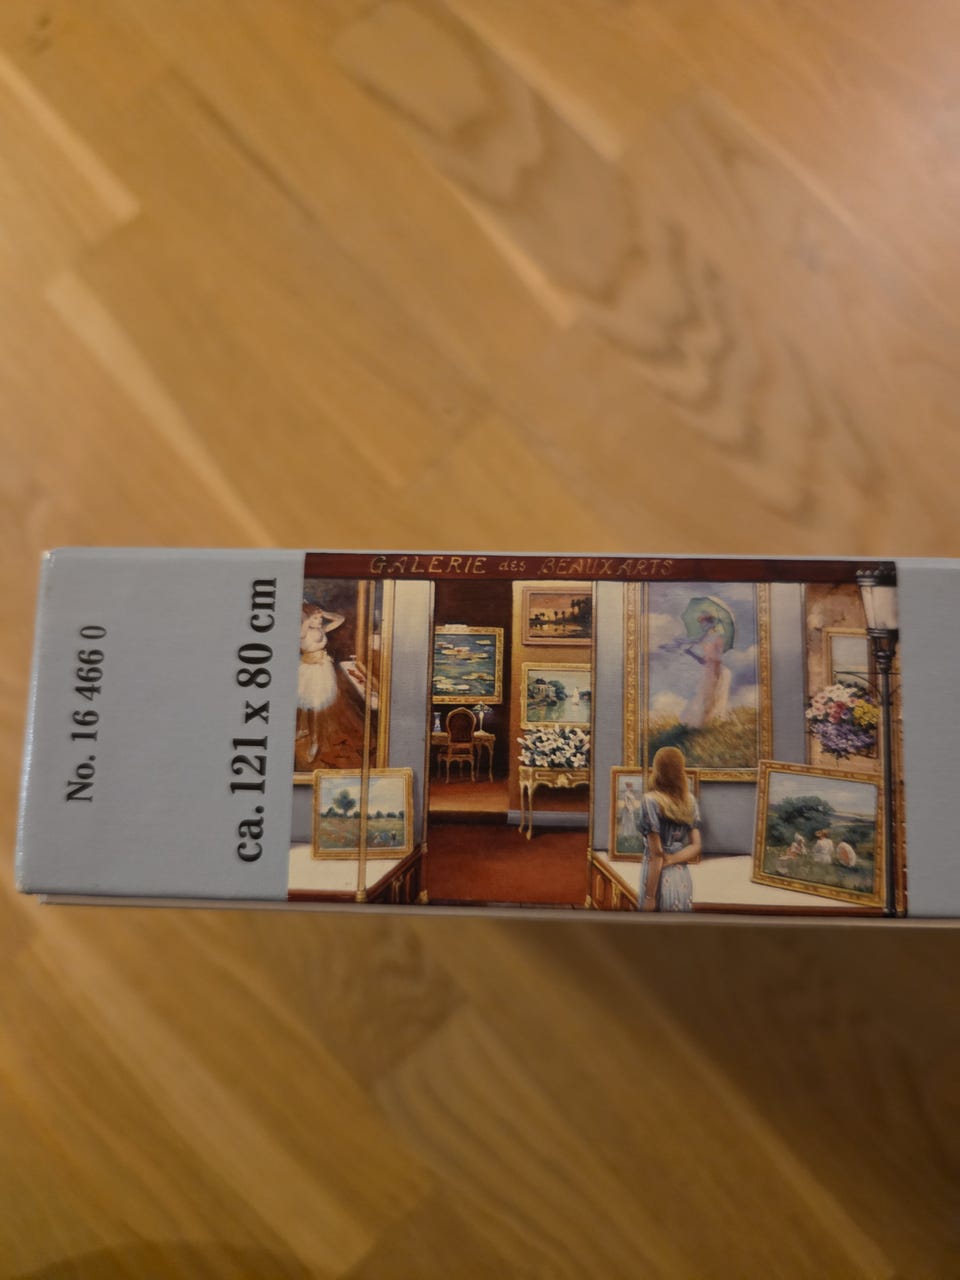 No. 16 466 0
ca. 121 x 80 cm
GALERIE des BEAUX ARTS